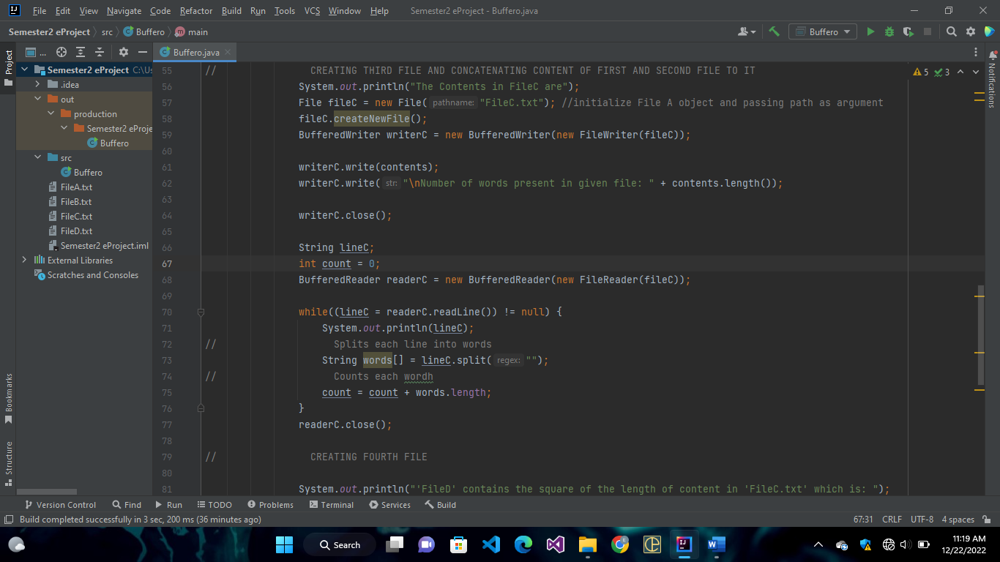 File Edit View Navigate Code Refactor Build Run Tools VCS Window Help Semester2 eProject - Buffero.java
Semester2 eProject src Buffero main Buffero
Project ... Buffero.java
Semester2 eProject C:\Us
.idea
out
production
Semester2 eProje
Buffero
src
Buffero
FileA.txt
FileB.txt
FileC.txt
FileD.txt
Semester2 eProject.iml
External Libraries
Scratches and Consoles
Bookmarks
Structure
Notifications
5 3
55 // CREATING THIRD FILE AND CONCATENATING CONTENT OF FIRST AND SECOND FILE TO IT
56 System.out.println("The Contents in FileC are");
57 File fileC = new File( pathname: "FileC.txt"); //initialize File A object and passing path as argument
58 fileC.createNewFile();
59 BufferedWriter writerC = new BufferedWriter(new FileWriter(fileC));
60
61 writerC.write(contents);
62 writerC.write( str: "\nNumber of words present in given file: " + contents.length());
63
64 writerC.close();
65
66 String lineC;
67 int count = 0;
68 BufferedReader readerC = new BufferedReader(new FileReader(fileC));
69
70 while((lineC = readerC.readLine()) != null) {
71 System.out.println(lineC);
72 // Splits each line into words
73 String words[] = lineC.split( regex: "");
74 // Counts each wordh
75 count = count + words.length;
76 }
77 readerC.close();
78
79 // CREATING FOURTH FILE
80
81 System.out.println("'FileD' contains the square of the length of content in 'FileC.txt' which is: ");
Version Control Find Run TODO Problems Terminal Services Build
Build completed successfully in 3 sec, 200 ms (36 minutes ago) 67:31 CRLF UTF-8 4 spaces
Search
11:19 AM
12/22/2022